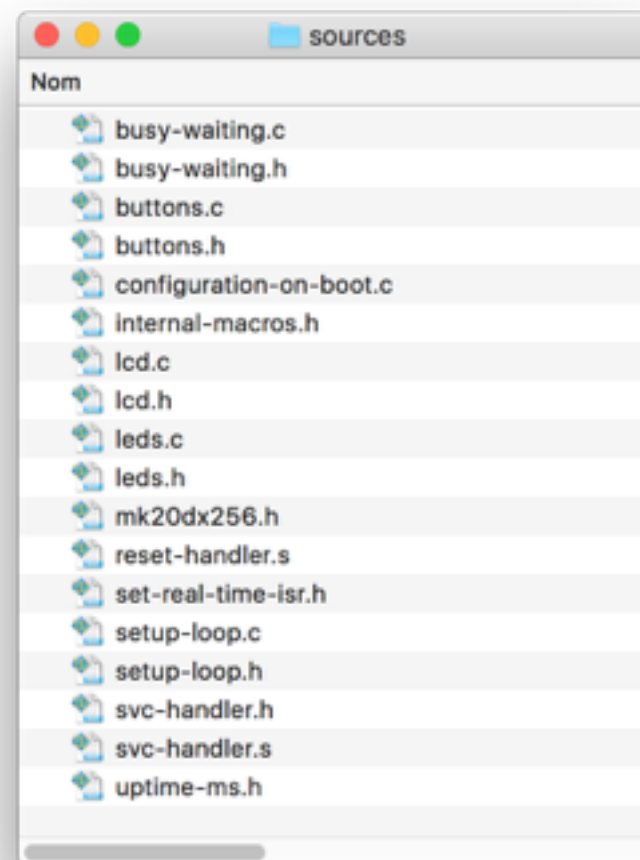 sources
Nom
busy-waiting.c
busy-waiting.h
buttons.c
buttons.h
configuration-on-boot.c
internal-macros.h
lcd.c
lcd.h
leds.c
leds.h
mk20dx256.h
reset-handler.s
set-real-time-isr.h
setup-loop.c
setup-loop.h
svc-handler.h
svc-handler.s
uptime-ms.h